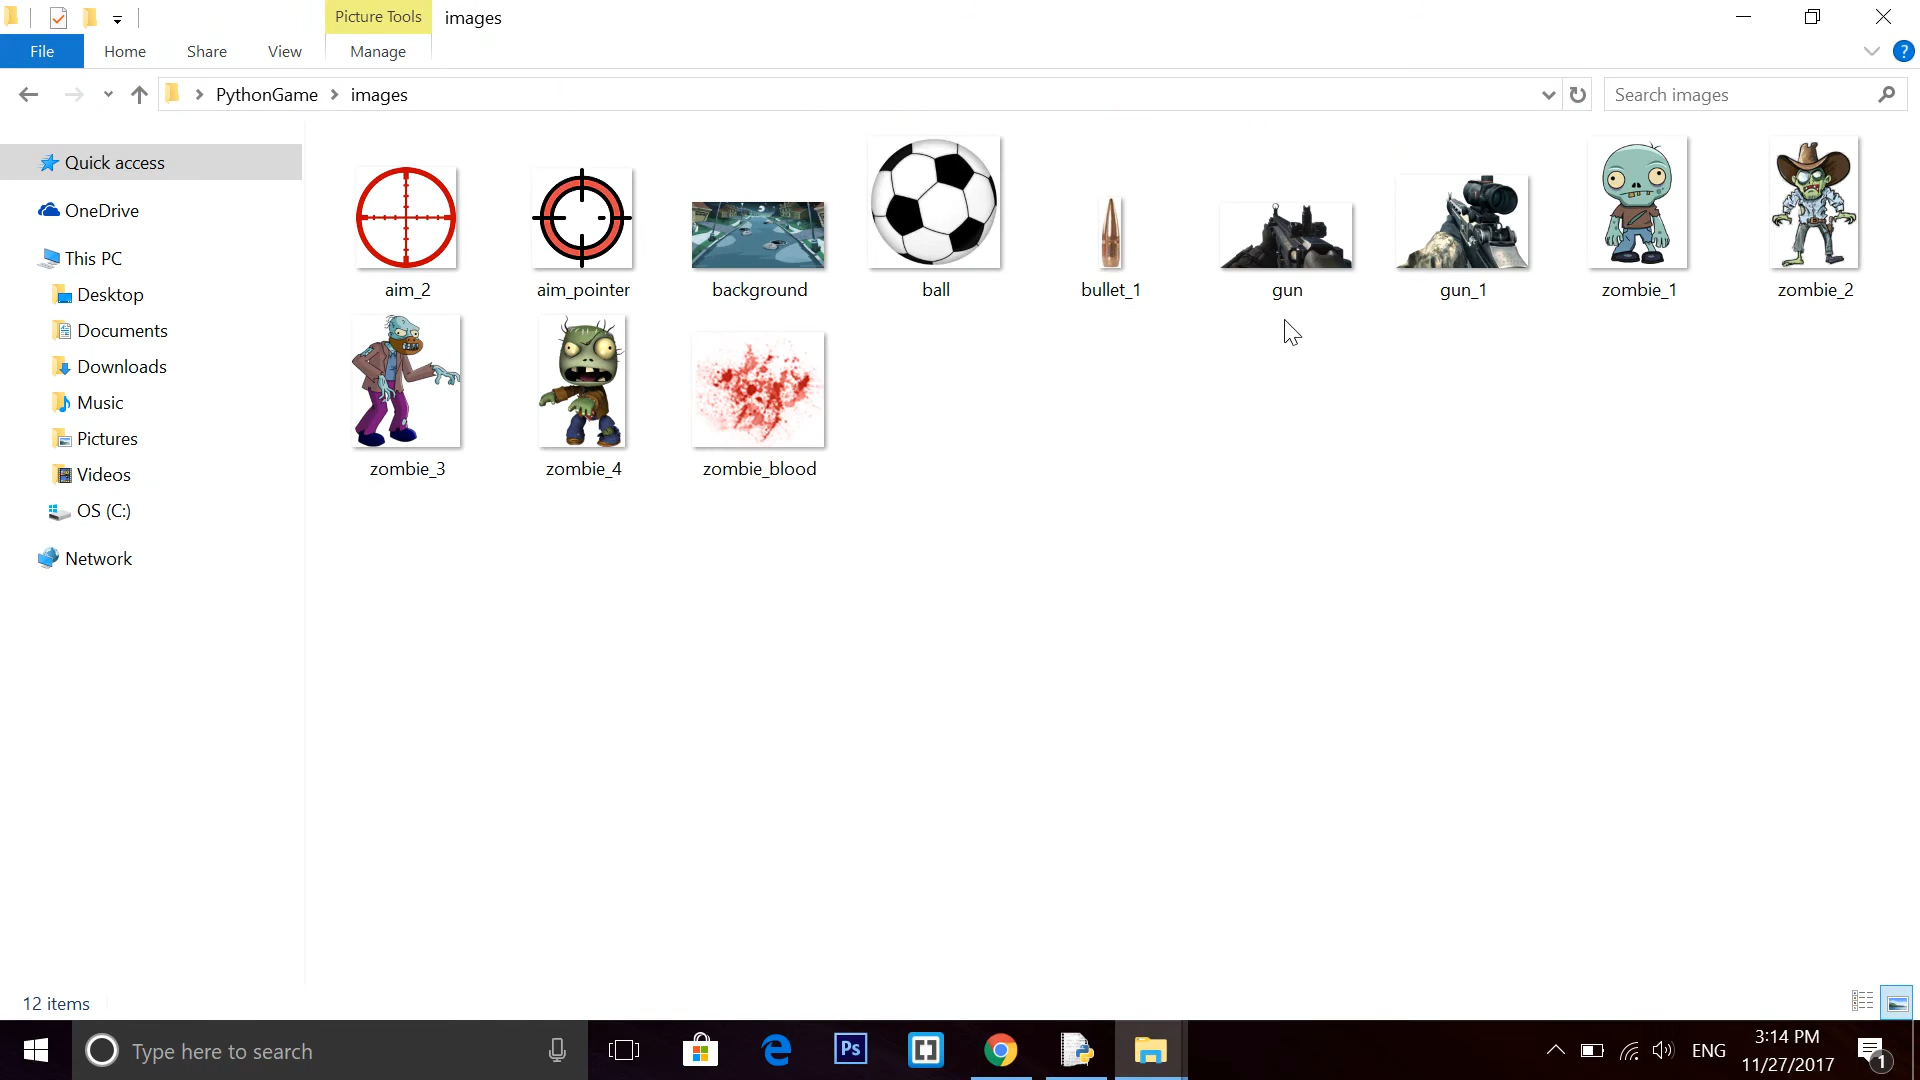 Picture Tools
images
File
Home
Share
View
Manage
?
PythonGame
images
Search images
Quick access
OneDrive
This PC
Desktop
Documents
Downloads
Music
Pictures
Videos
OS (C:)
Network
aim_2
aim_pointer
background
ball
bullet_1
gun
gun_1
zombie_1
zombie_2
zombie_3
zombie_4
zombie_blood
12 items
Type here to search
Ps
ENG
3:14 PM
11/27/2017
1